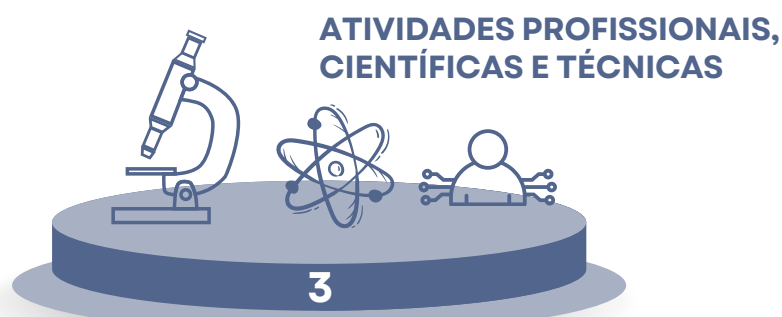 ATIVIDADES PROFISSIONAIS,
CIENTÍFICAS E TÉCNICAS
3